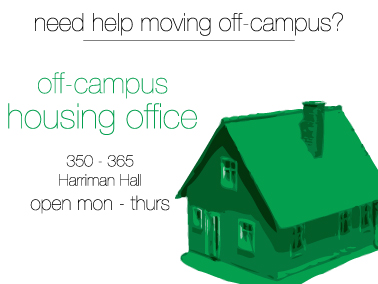 need help moving off-campus?
off-campus
housing office
350 - 365
Harriman Hall
open mon - thurs